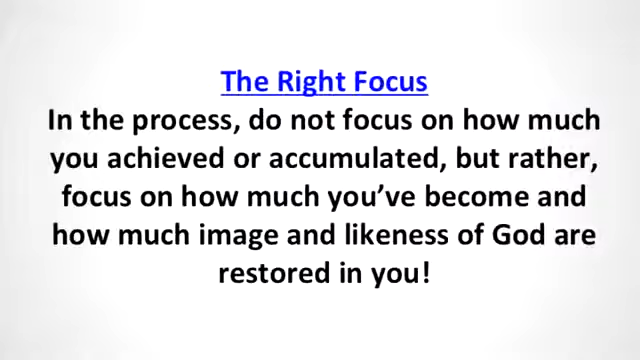 The Right Focus
In the process, do not focus on how much
you achieved or accumulated, but rather,
focus on how much you’ve become and
how much image and likeness of God are
restored in you!